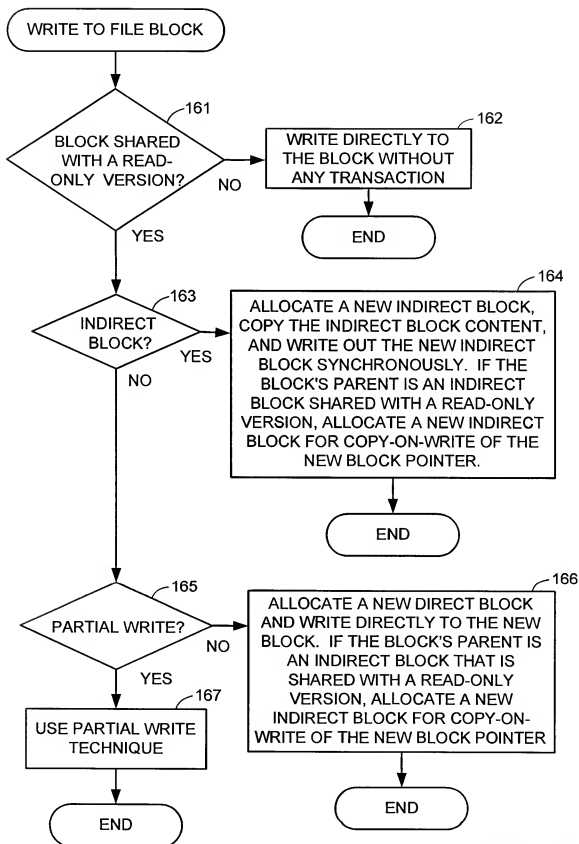 WRITE TO FILE BLOCK
161
BLOCK SHARED
WITH A READ-
ONLY VERSION?
NO
YES
162
WRITE DIRECTLY TO
THE BLOCK WITHOUT
ANY TRANSACTION
END
163
INDIRECT
BLOCK?
YES
NO
164
ALLOCATE A NEW INDIRECT BLOCK,
COPY THE INDIRECT BLOCK CONTENT,
AND WRITE OUT THE NEW INDIRECT
BLOCK SYNCHRONOUSLY. IF THE
BLOCK'S PARENT IS AN INDIRECT
BLOCK SHARED WITH A READ-ONLY
VERSION, ALLOCATE A NEW INDIRECT
BLOCK FOR COPY-ON-WRITE OF THE
NEW BLOCK POINTER.
END
165
PARTIAL WRITE?
NO
YES
166
ALLOCATE A NEW DIRECT BLOCK
AND WRITE DIRECTLY TO THE NEW
BLOCK. IF THE BLOCK'S PARENT IS
AN INDIRECT BLOCK THAT IS
SHARED WITH A READ-ONLY
VERSION, ALLOCATE A NEW
INDIRECT BLOCK FOR COPY-ON-
WRITE OF THE NEW BLOCK POINTER
END
167
USE PARTIAL WRITE
TECHNIQUE
END